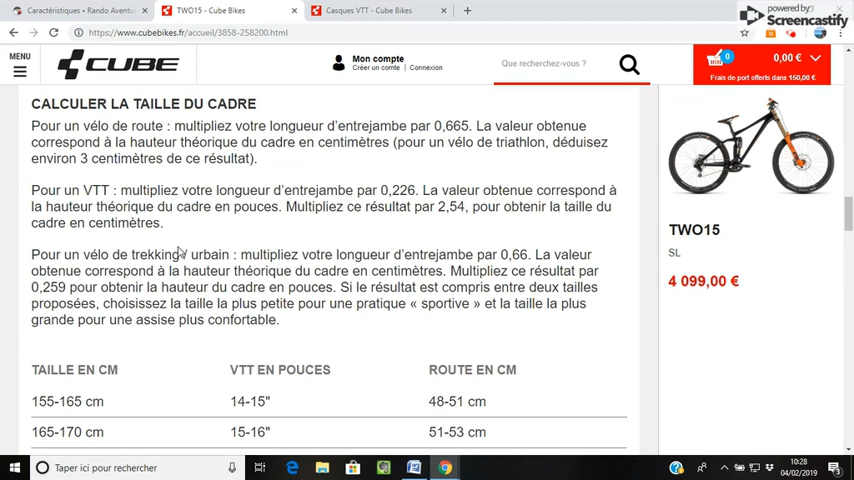 Caractéristiques / Rando Aventu
TWO15 - Cube Bikes
Casques VTT - Cube Bikes
powered by
Screencastify
https://www.cubebikes.fr/accueil/3858-258200.html
MENU
CUBE
Mon compte
Créer un comte
Connexion
Que recherchez-vous ?
0
0,00 €
Frais de port offerts dans 150,00 €
CALCULER LA TAILLE DU CADRE
Pour un vélo de route : multipliez votre longueur d'entrejambe par 0,665. La valeur obtenue
correspond à la hauteur théorique du cadre en centimètres (pour un vélo de triathlon, déduisez
environ 3 centimètres de ce résultat).
Pour un VTT : multipliez votre longueur d'entrejambe par 0,226. La valeur obtenue correspond à
la hauteur théorique du cadre en pouces. Multipliez ce résultat par 2,54, pour obtenir la taille du
cadre en centimètres.
Pour un vélo de trekking / urbain : multipliez votre longueur d'entrejambe par 0,66. La valeur
obtenue correspond à la hauteur théorique du cadre en centimètres. Multipliez ce résultat par
0,259 pour obtenir la hauteur du cadre en pouces. Si le résultat est compris entre deux tailles
proposées, choisissez la taille la plus petite pour une pratique « sportive » et la taille la plus
grande pour une assise plus confortable.
TAILLE EN CM VTT EN POUCES ROUTE EN CM
155-165 cm 14-15" 48-51 cm
165-170 cm 15-16" 51-53 cm
TWO15
SL
4 099,00 €
Taper ici pour rechercher
10:28
04/02/2019
3